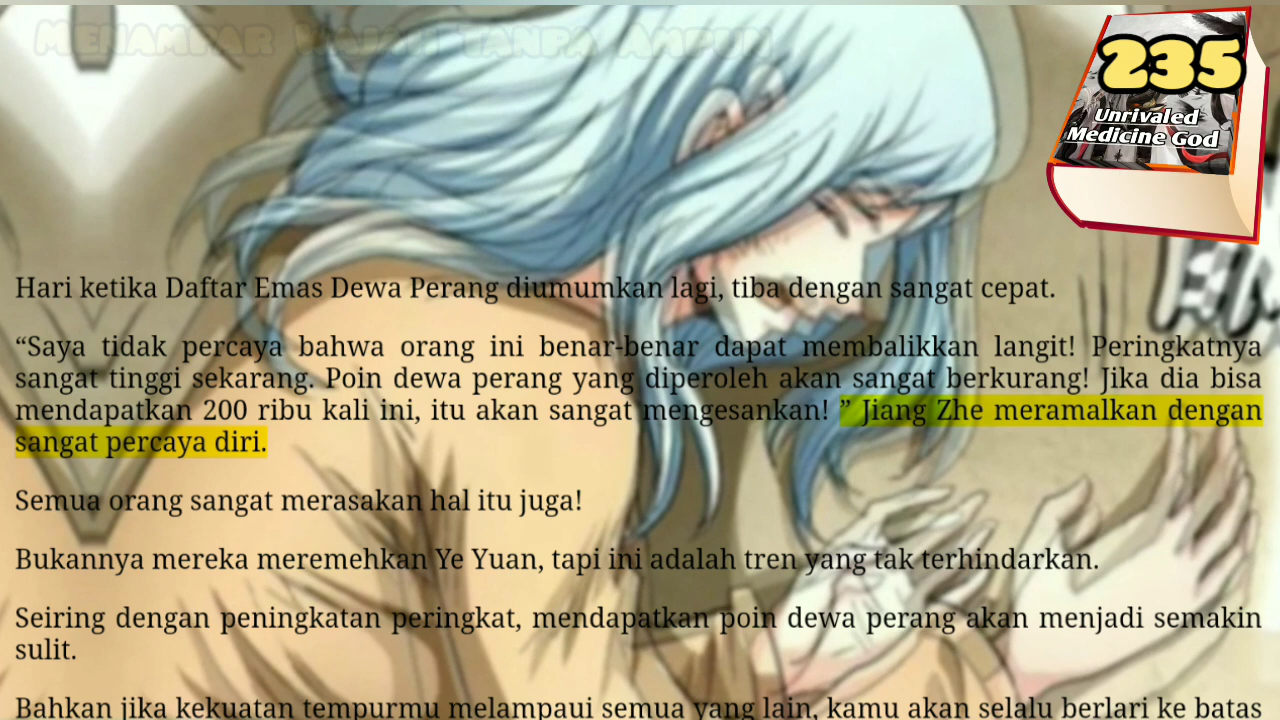 MENAMPAR WAJAH TANPA AMPUN
235
Unrivaled
Medicine God
Hari ketika Daftar Emas Dewa Perang diumumkan lagi, tiba dengan sangat cepat.
“Saya tidak percaya bahwa orang ini benar-benar dapat membalikkan langit! Peringkatnya
sangat tinggi sekarang. Poin dewa perang yang diperoleh akan sangat berkurang! Jika dia bisa
mendapatkan 200 ribu kali ini, itu akan sangat mengesankan! ” Jiang Zhe meramalkan dengan
sangat percaya diri.
Semua orang sangat merasakan hal itu juga!
Bukannya mereka meremehkan Ye Yuan, tapi ini adalah tren yang tak terhindarkan.
Seiring dengan peningkatan peringkat, mendapatkan poin dewa perang akan menjadi semakin
sulit.
Bahkan jika kekuatan tempurmu melampaui semua yang lain, kamu akan selalu berlari ke batas